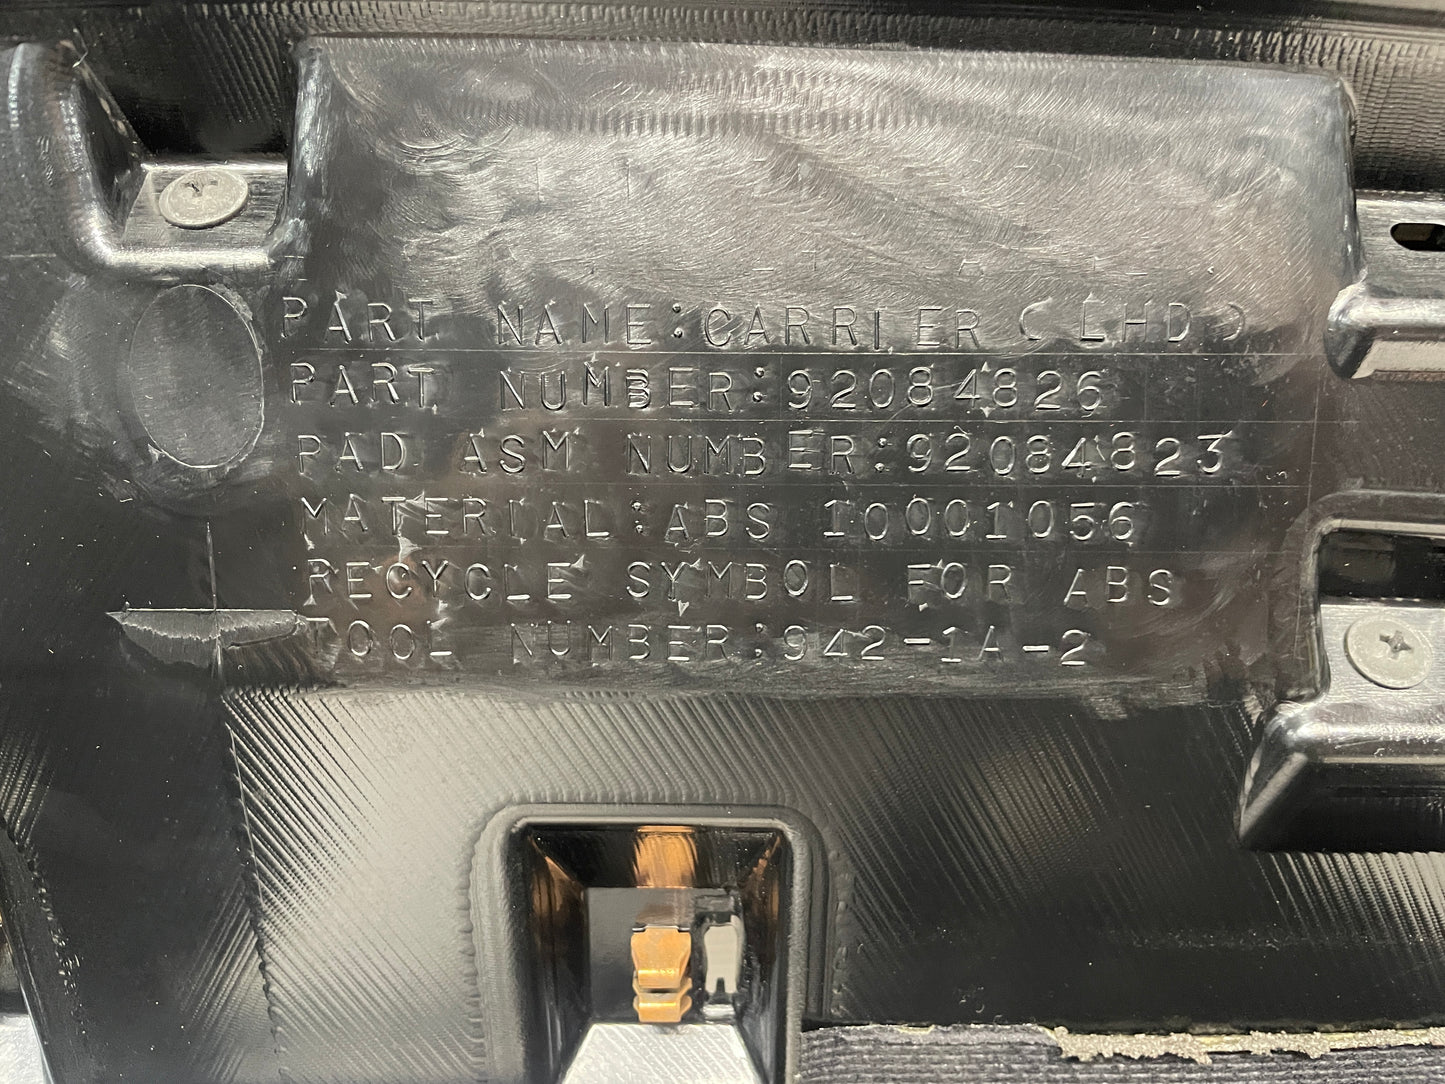 PART NAME:CARRIER (LHD)
PART NUMBER:92084826
PAD ASM NUMBER:92084823
MATERIAL:ABS 10001056
RECYCLE SYMBOL FOR ABS
TOOL NUMBER:942-1A-2